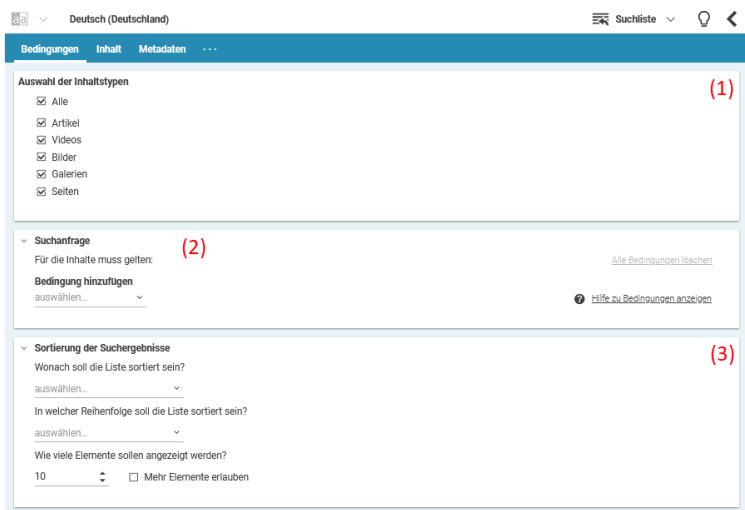 aa Deutsch (Deutschland) Suchliste
Bedingungen Inhalt Metadaten ...
Auswahl der Inhaltstypen (1)
Alle
Artikel
Videos
Bilder
Galerien
Seiten
Suchanfrage (2)
Für die Inhalte muss gelten: Alle Bedingungen löschen
Bedingung hinzufügen
auswählen... Hilfe zu Bedingungen anzeigen
Sortierung der Suchergebnisse (3)
Wonach soll die Liste sortiert sein?
auswählen...
In welcher Reihenfolge soll die Liste sortiert sein?
auswählen...
Wie viele Elemente sollen angezeigt werden?
10 Mehr Elemente erlauben